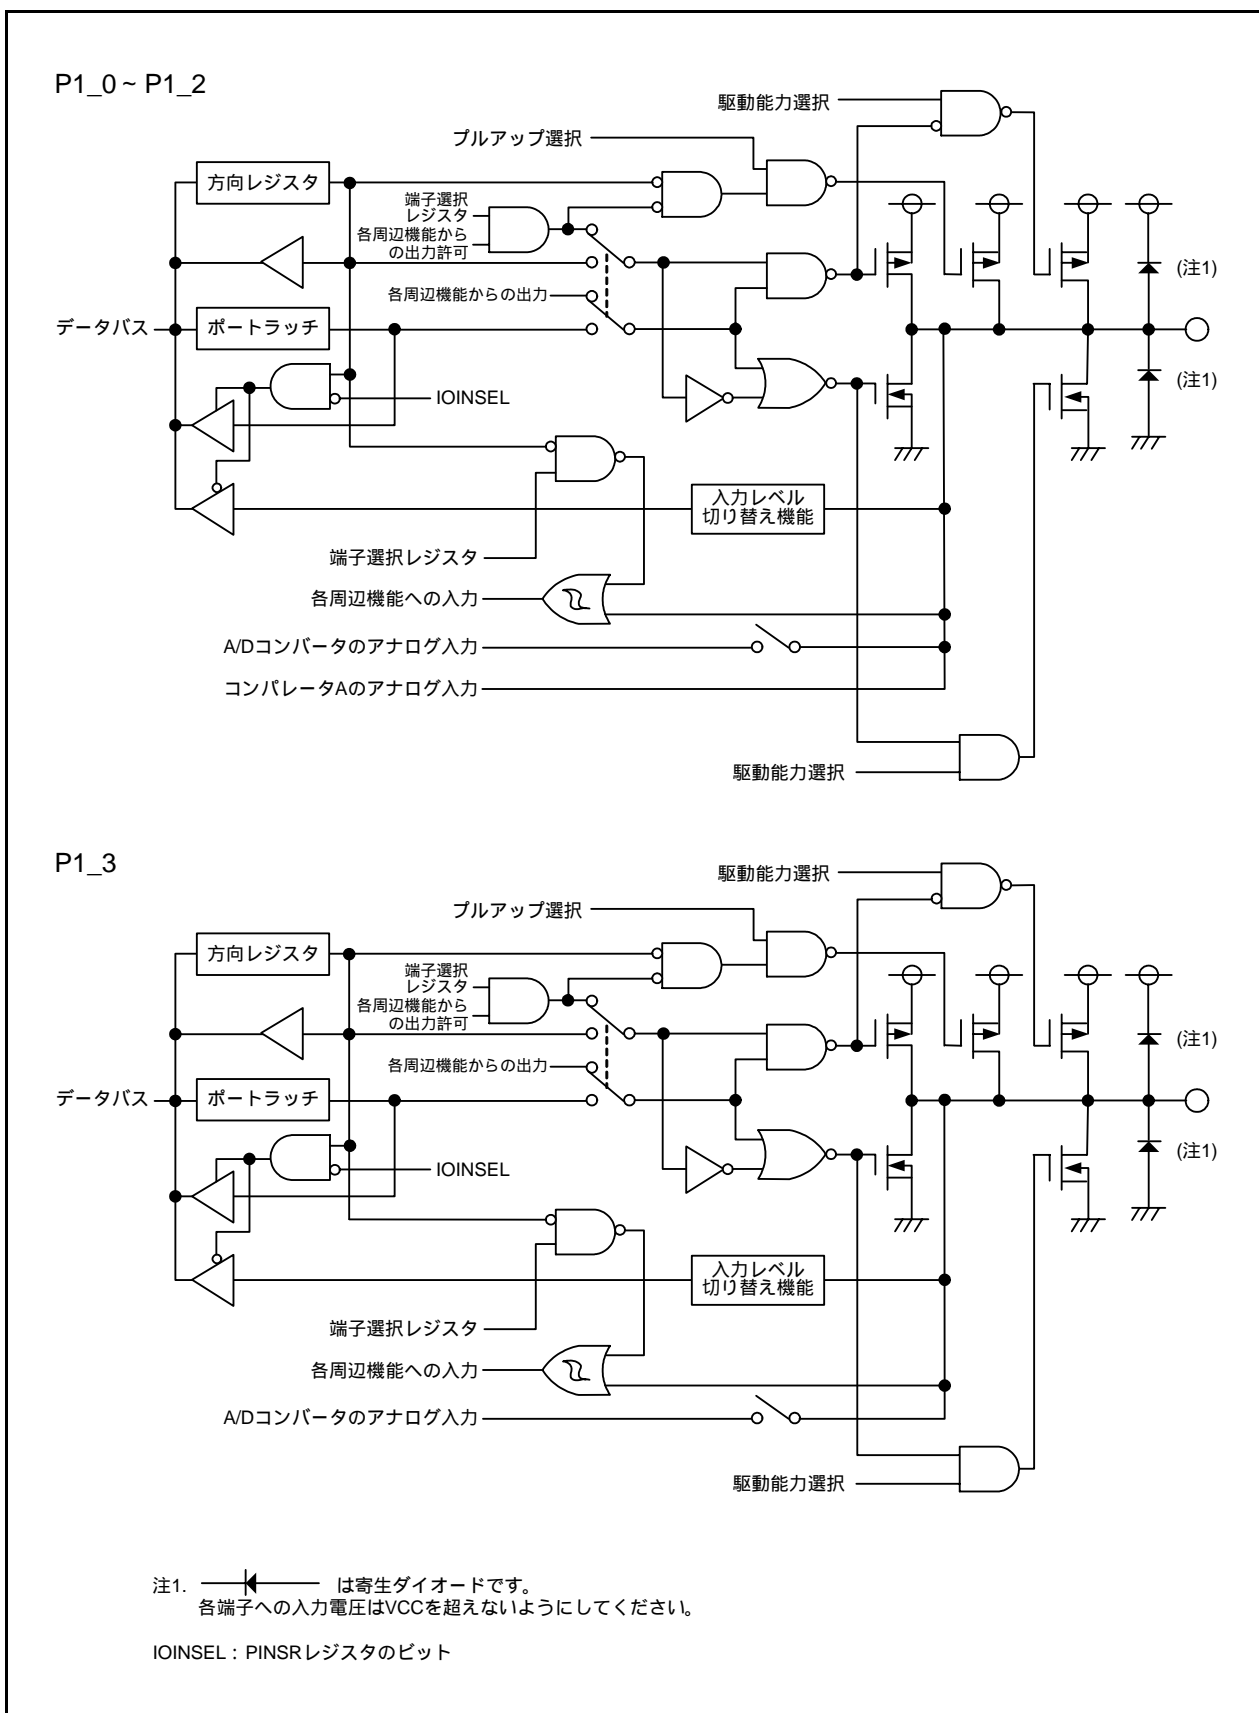 P1_0 ~ P1_2
駆動能力選択
プルアップ選択
方向レジスタ
端子選択
レジスタ
各周辺機能から
の出力許可
(注1)
各周辺機能からの出力
データバス
ポートラッチ
(注1)
IOINSEL
入力レベル
切り替え機能
端子選択レジスタ
各周辺機能への入力
A/Dコンバータのアナログ入力
コンパレータAのアナログ入力
駆動能力選択
P1_3
駆動能力選択
プルアップ選択
方向レジスタ
端子選択
レジスタ
各周辺機能から
の出力許可
(注1)
各周辺機能からの出力
データバス
ポートラッチ
(注1)
IOINSEL
入力レベル
切り替え機能
端子選択レジスタ
各周辺機能への入力
A/Dコンバータのアナログ入力
駆動能力選択
注1. は寄生ダイオードです。
各端子への入力電圧はVCCを超えないようにしてください。
IOINSEL：PINSRレジスタのビット